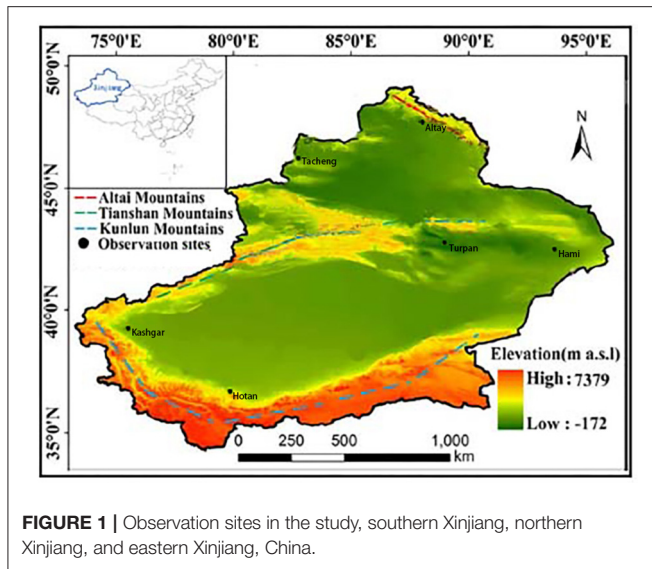 75°0'E 80°0'E 85°0'E 90°0'E 95°0'E
50°0'N
45°0'N
40°0'N
35°0'N
Xinjiang
N
Altay
Tacheng
Altai Mountains
Tianshan Mountains
Kunlun Mountains
Observation sites
Turpan
Hami
Kashgar
Hotan
Elevation(m a.s.l)
High : 7379
Low : -172
0 250 500 1,000
km
FIGURE 1 | Observation sites in the study, southern Xinjiang, northern
Xinjiang, and eastern Xinjiang, China.